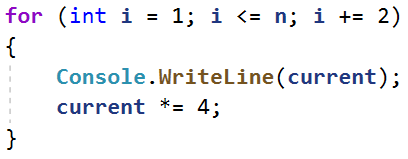 for (int i = 1; i <= n; i += 2)
{
    Console.WriteLine(current);
    current *= 4;
}